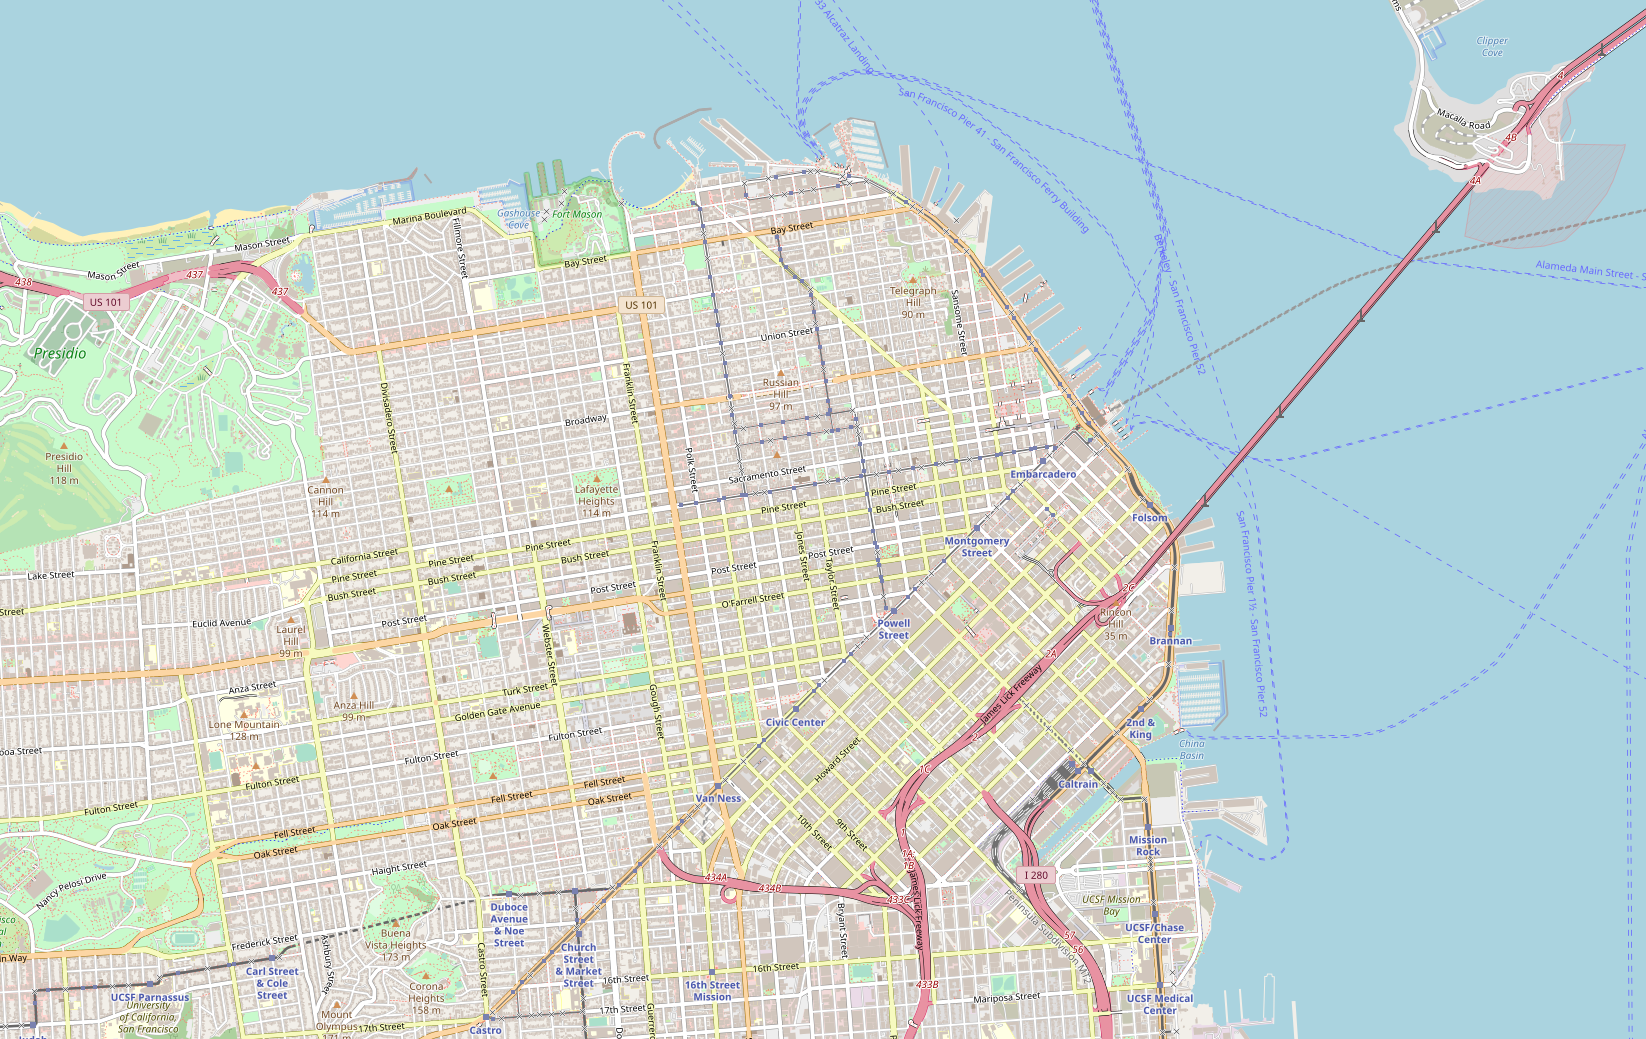 93 Alcatraz Landing
Clipper
Cove
San Francisco Pier 41 - San Francisco Ferry Building
Macalla Road
4
4B
4A
Marina Boulevard
Gashouse
Cove
Fort Mason
Fillmore Street
Mason Street
Mason Street
Bay Street
Bay Street
438
437
437
US 101
US 101
Presidio
Telegraph
Hill
90 m
Sansome Street
Union Street
Berkeley - San Francisco Pier 52
Alameda Main Street - S
Russian
Hill
97 m
Divisadero Street
Franklin Street
Broadway
Polk Street
Presidio
Hill
118 m
Cannon
Hill
114 m
Lafayette
Heights
114 m
Sacramento Street
Embarcadero
Pine Street
Pine Street
Bush Street
Folsom
Montgomery
Street
San Francisco Pier 1½ - San Francisco Pier 52
California Street
Pine Street
Pine Street
Pine Street
Bush Street
Bush Street
Bush Street
Franklin Street
Jones Street
Taylor Street
Post Street
Post Street
Post Street
Post Street
Lake Street
Street
O'Farrell Street
Euclid Avenue
Laurel
Hill
99 m
Powell
Street
2C
Rincon
Hill
35 m
Brannan
Webster Street
2A
James Lick Freeway
Anza Street
Anza Hill
99 m
Turk Street
Golden Gate Avenue
Gough Street
Lone Mountain
128 m
Civic Center
2nd &
King
China
Basin
2
Fulton Street
Fulton Street
Fulton Street
Fulton Street
Howard Street
1C
Caltrain
Van Ness
Fell Street
Fell Street
Fell Street
Oak Street
Oak Street
Oak Street
10th Street
9th Street
1
1A
1B
Mission
Rock
Haight Street
Nancy Pelosi Drive
434A
434B
433C
I 280
James Lick Freeway
UCSF Mission
Bay
Peninsula Subdivision MT2
Duboce
Avenue
& Noe
Street
Buena
Vista Heights
173 m
Frederick Street
Ashbury Street
Castro Street
Church
Street
& Market
Street
Bryant Street
57
56
UCSF/Chase
Center
Carl Street
& Cole
Street
Corona
Heights
158 m
16th Street
16th Street
16th Street
Mission
433B
Mariposa Street
UCSF Medical
Center
UCSF Parnassus
University
of California,
San Francisco
Mount
Olympus
171 m
17th Street
17th Street
Castro
Guerrero
Judah